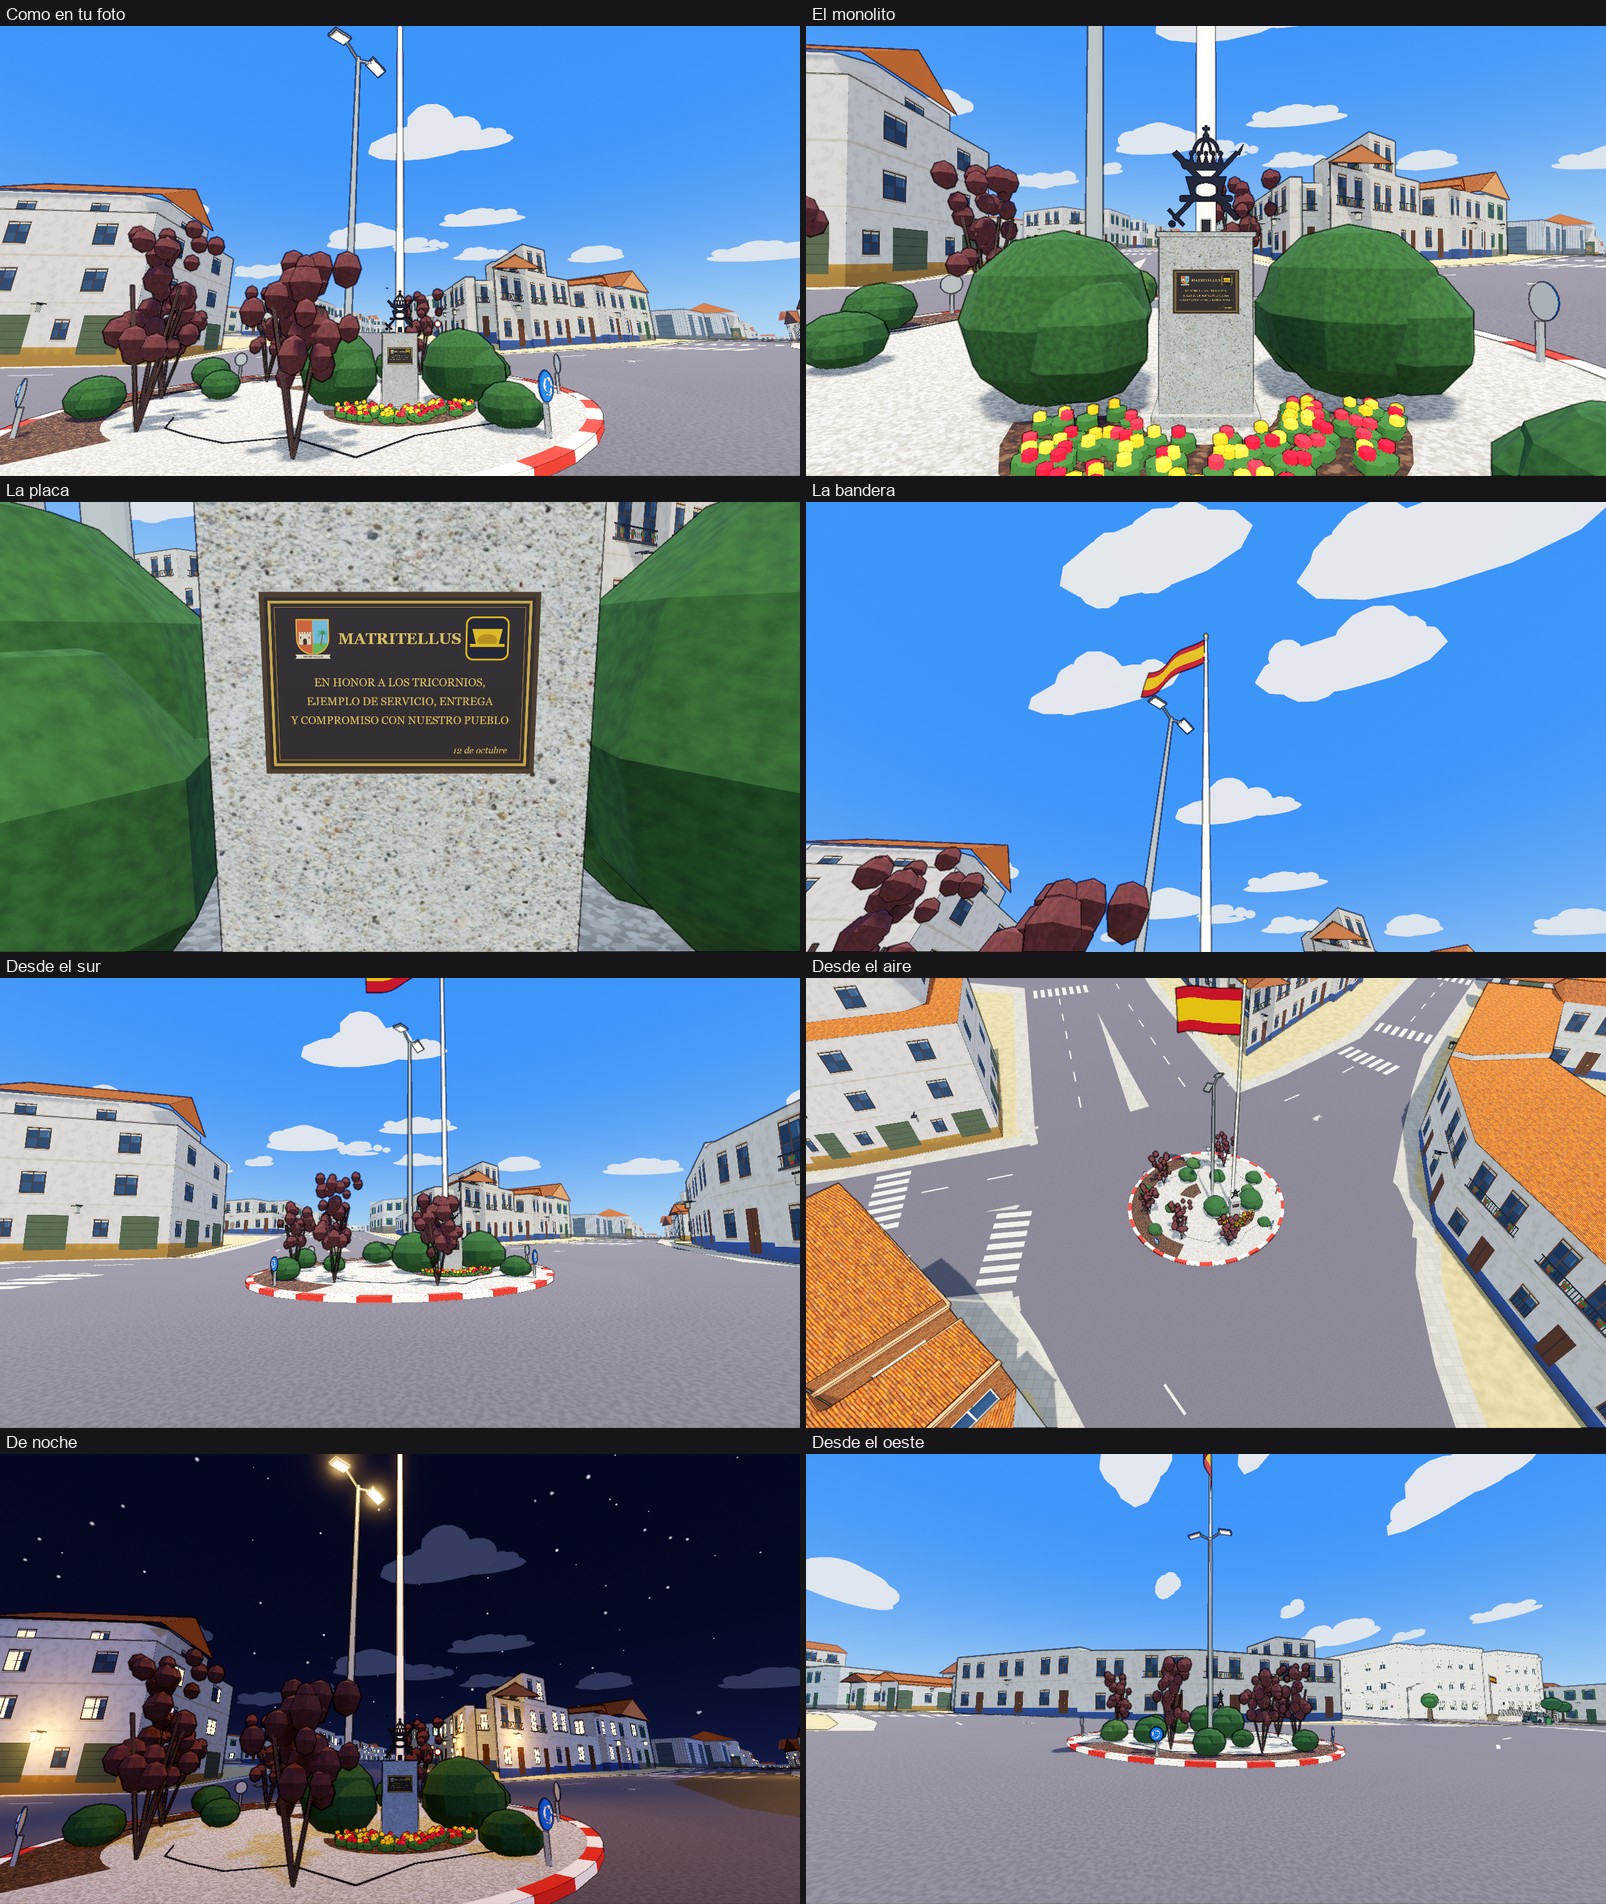 Como en tu foto
El monolito
La placa
MATRITELLUS
EN HONOR A LOS TRICORNIOS,
EJEMPLO DE SERVICIO, ENTREGA
Y COMPROMISO CON NUESTRO PUEBLO
12 de octubre
La bandera
Desde el sur
Desde el aire
De noche
Desde el oeste